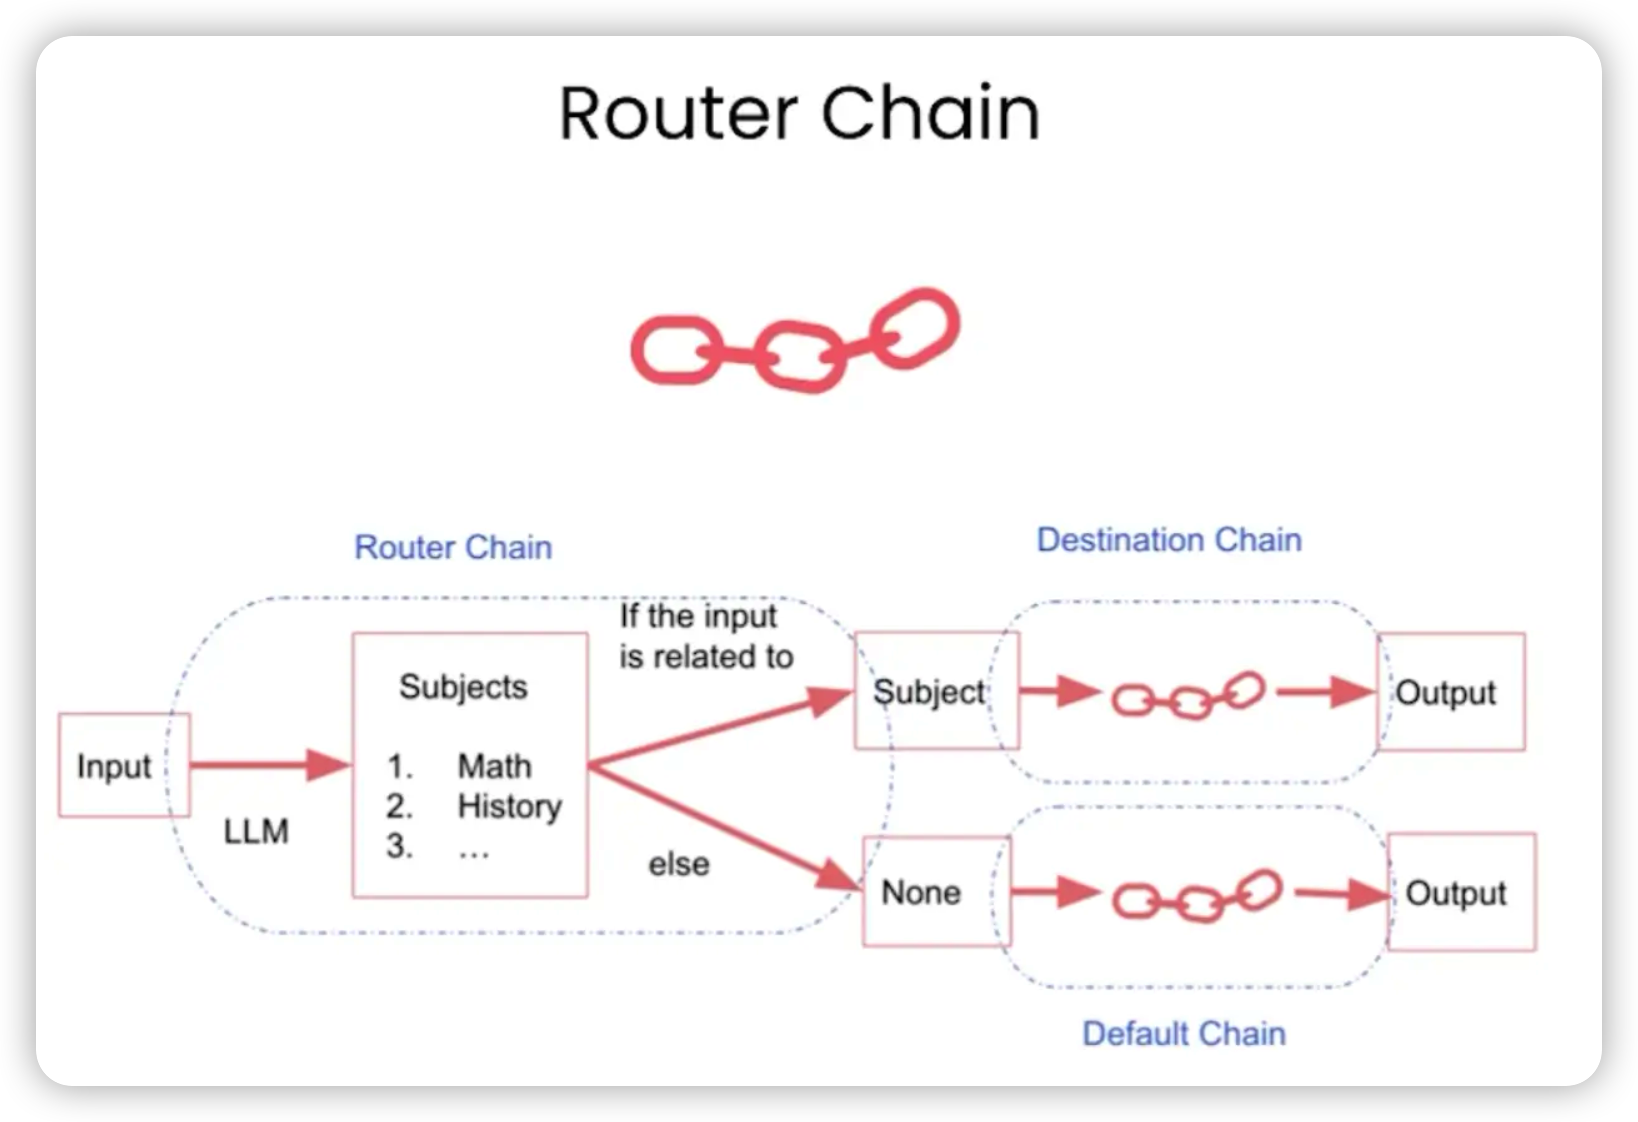 Router Chain
Router Chain
Destination Chain
Input
LLM
Subjects
1. Math
2. History
3. ...
If the input
is related to
else
Subject
Output
None
Output
Default Chain